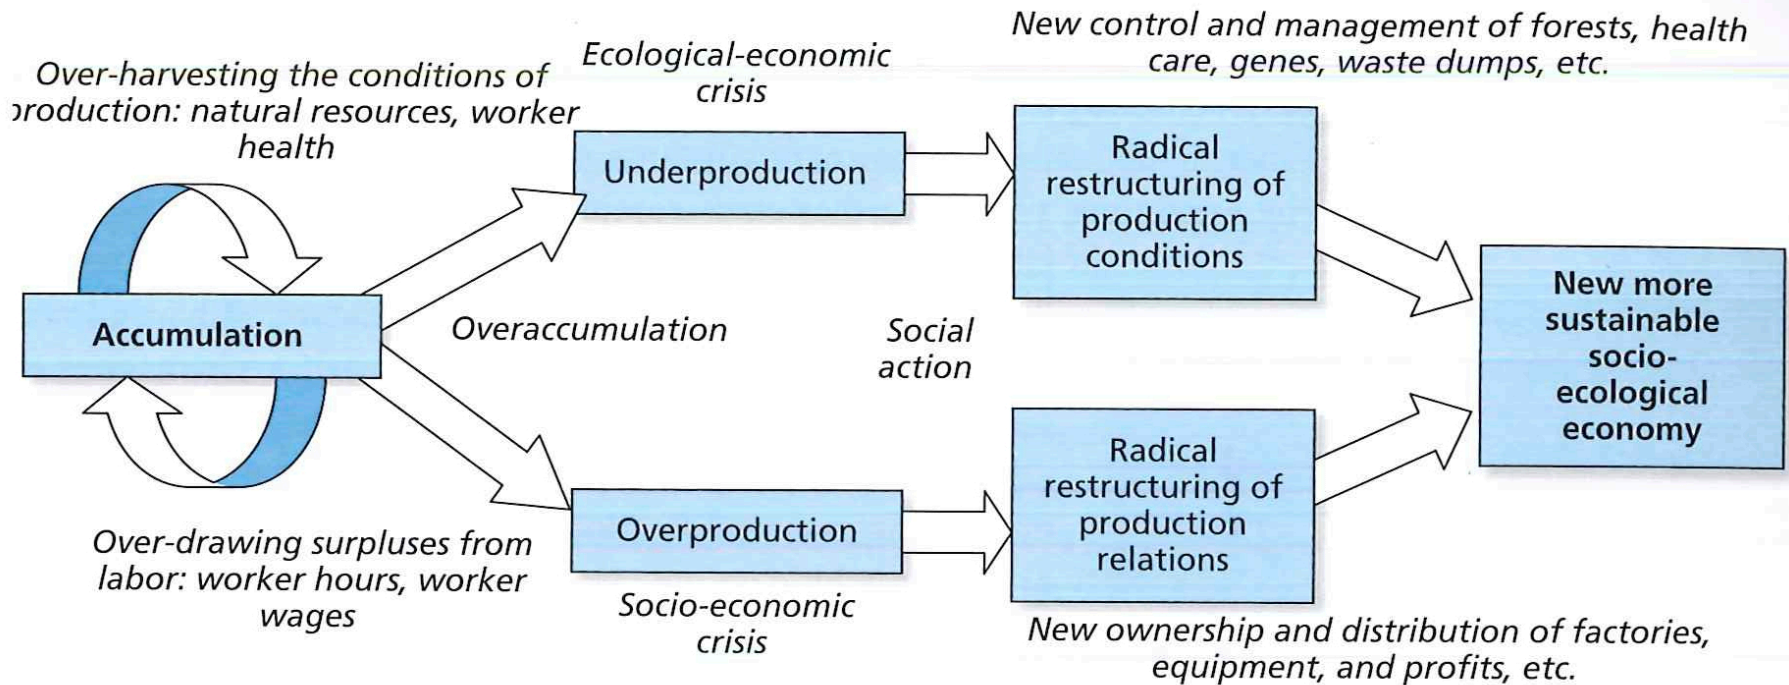 Over-harvesting the conditions of
production: natural resources, worker
health
Accumulation
Over-drawing surpluses from
labor: worker hours, worker
wages
Overaccumulation
Ecological-economic
crisis
Underproduction
Overproduction
Socio-economic
crisis
Social
action
New control and management of forests, health
care, genes, waste dumps, etc.
Radical
restructuring of
production
conditions
Radical
restructuring of
production
relations
New ownership and distribution of factories,
equipment, and profits, etc.
New more
sustainable
socio-
ecological
economy